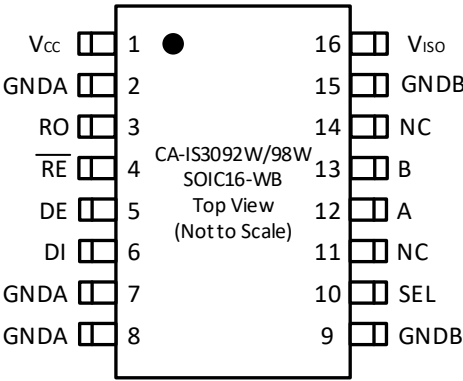 VCC 1 16 VISO
GNDA 2 15 GNDB
RO 3 14 NC
RE 4 13 B
DE 5 12 A
DI 6 11 NC
GNDA 7 10 SEL
GNDA 8 9 GNDB
CA-IS3092W/98W
SOIC16-WB
Top View
(Not to Scale)